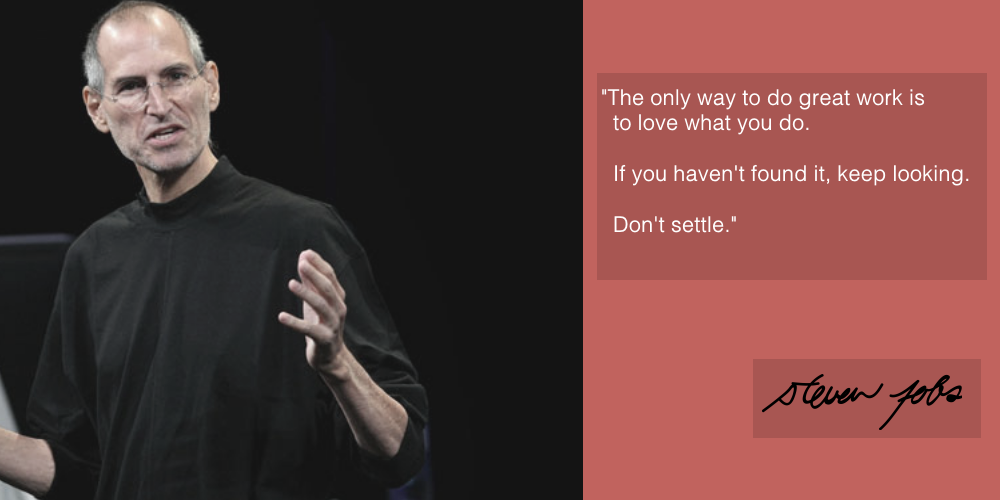 "The only way to do great work is
to love what you do.
If you haven't found it, keep looking.
Don't settle."
steven jobs